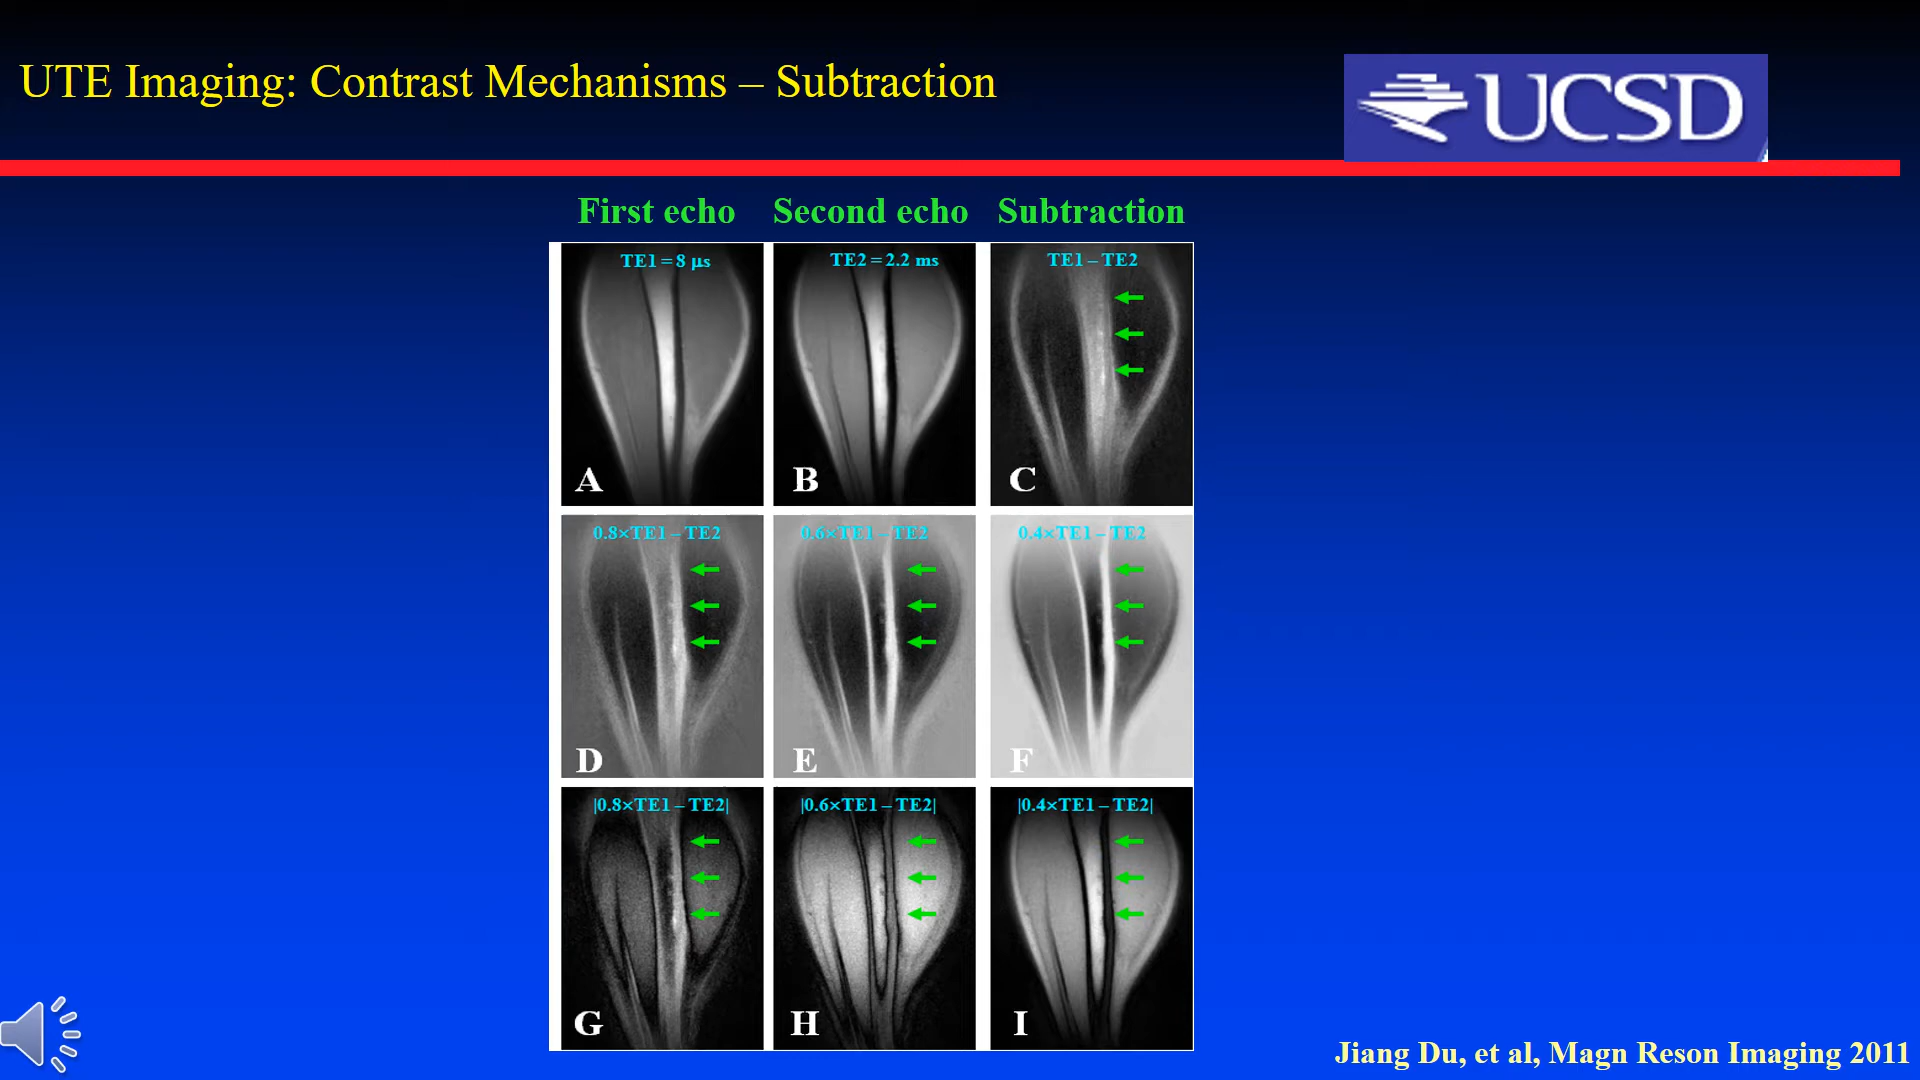 UTE Imaging: Contrast Mechanisms – Subtraction
UCSD
First echo Second echo Subtraction
TE1 = 8 μs
TE2 = 2.2 ms
TE1 – TE2
A
B
C
0.8×TE1 – TE2
0.6×TE1 – TE2
0.4×TE1 – TE2
D
E
F
|0.8×TE1 – TE2|
|0.6×TE1 – TE2|
|0.4×TE1 – TE2|
G
H
I
Jiang Du, et al, Magn Reson Imaging 2011